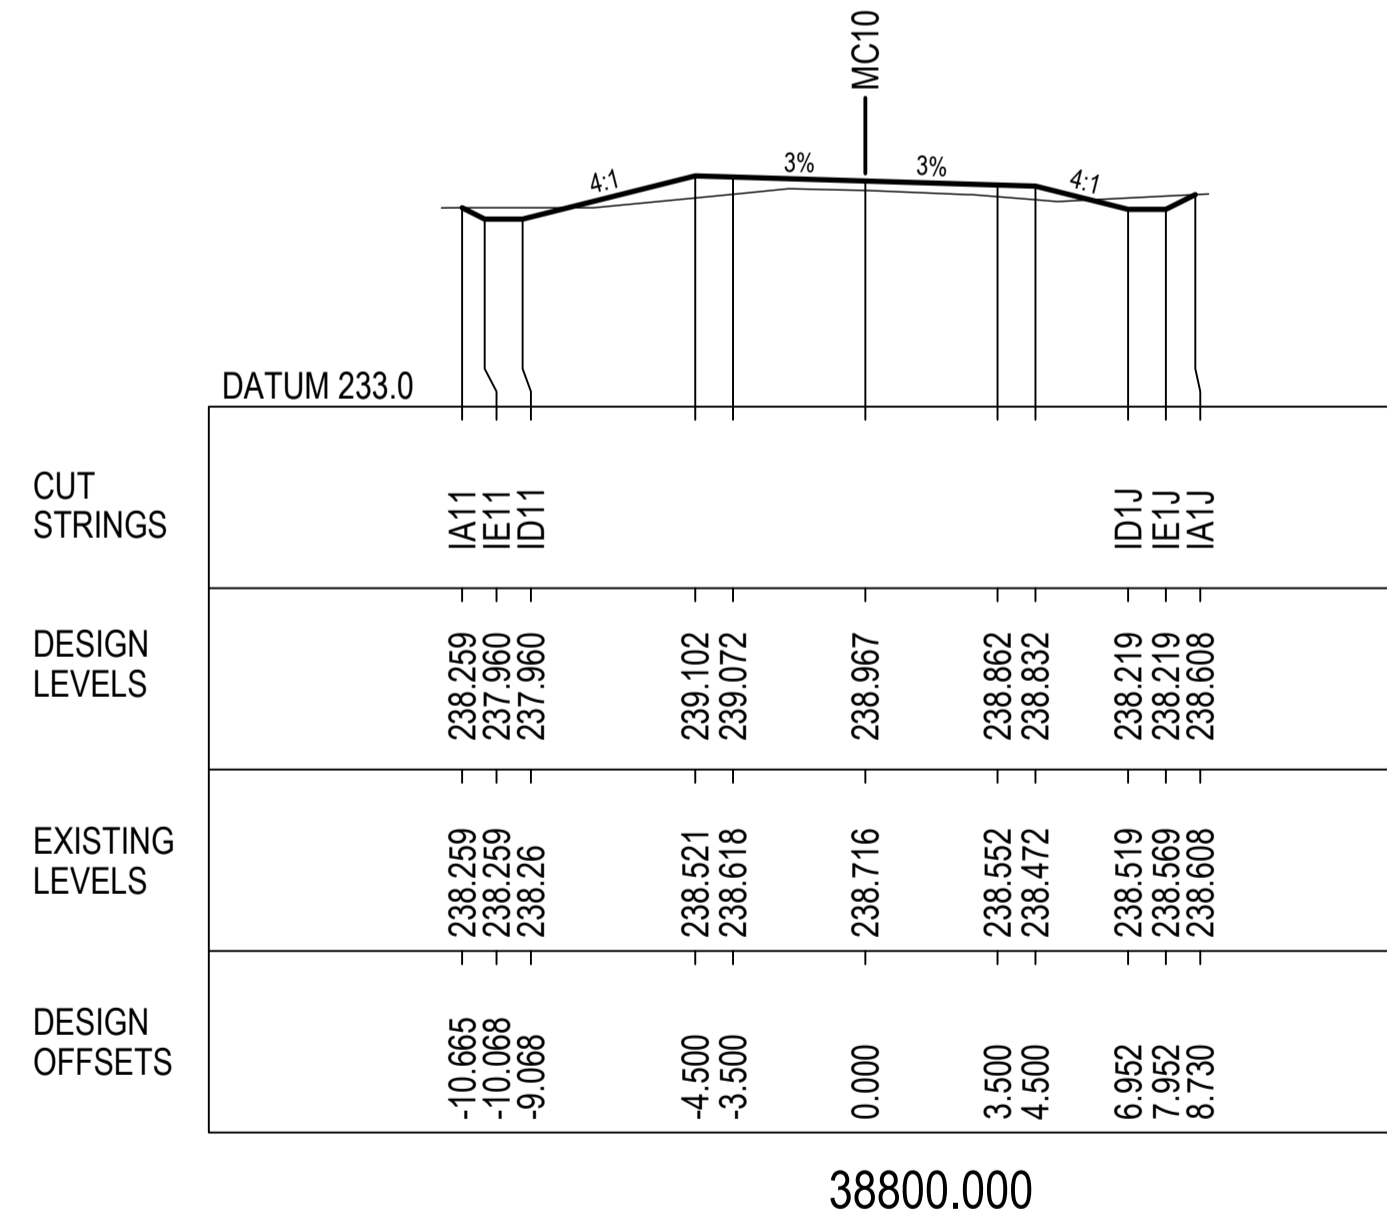 MC10
4:1
3%
3%
4:1
DATUM 233.0
CUT
STRINGS
IA11
IE11
ID11
ID1J
IE1J
IA1J
DESIGN
LEVELS
238.259
237.960
237.960
239.102
239.072
238.967
238.862
238.832
238.219
238.219
238.608
EXISTING
LEVELS
238.259
238.259
238.26
238.521
238.618
238.716
238.552
238.472
238.519
238.569
238.608
DESIGN
OFFSETS
-10.665
-10.068
-9.068
-4.500
-3.500
0.000
3.500
4.500
6.952
7.952
8.730
38800.000